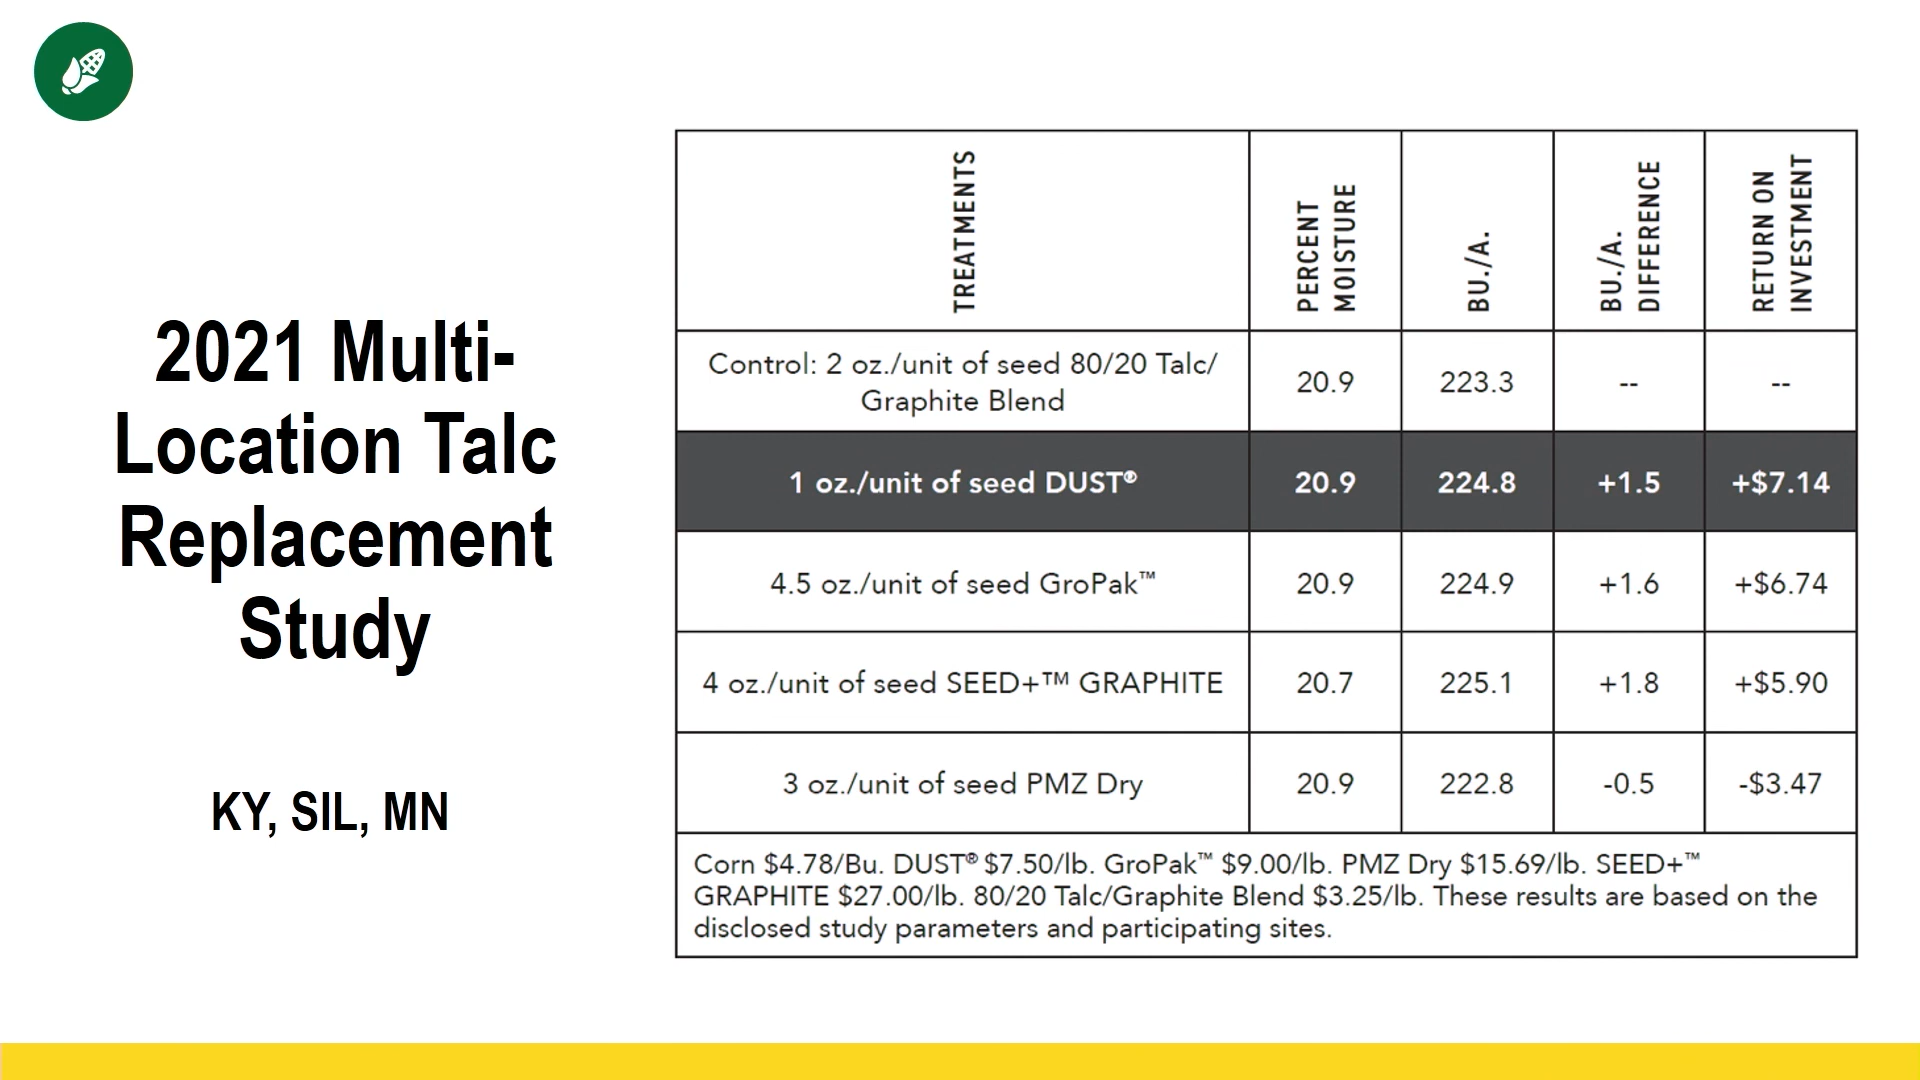 2021 Multi-
Location Talc
Replacement
Study
KY, SIL, MN
TREATMENTS
PERCENT
MOISTURE
BU./A.
BU./A.
DIFFERENCE
RETURN ON
INVESTMENT
Control: 2 oz./unit of seed 80/20 Talc/
Graphite Blend
20.9
223.3
--
--
1 oz./unit of seed DUST®
20.9
224.8
+1.5
+$7.14
4.5 oz./unit of seed GroPak™
20.9
224.9
+1.6
+$6.74
4 oz./unit of seed SEED+™ GRAPHITE
20.7
225.1
+1.8
+$5.90
3 oz./unit of seed PMZ Dry
20.9
222.8
-0.5
-$3.47
Corn $4.78/Bu. DUST® $7.50/lb. GroPak™ $9.00/lb. PMZ Dry $15.69/lb. SEED+™
GRAPHITE $27.00/lb. 80/20 Talc/Graphite Blend $3.25/lb. These results are based on the
disclosed study parameters and participating sites.